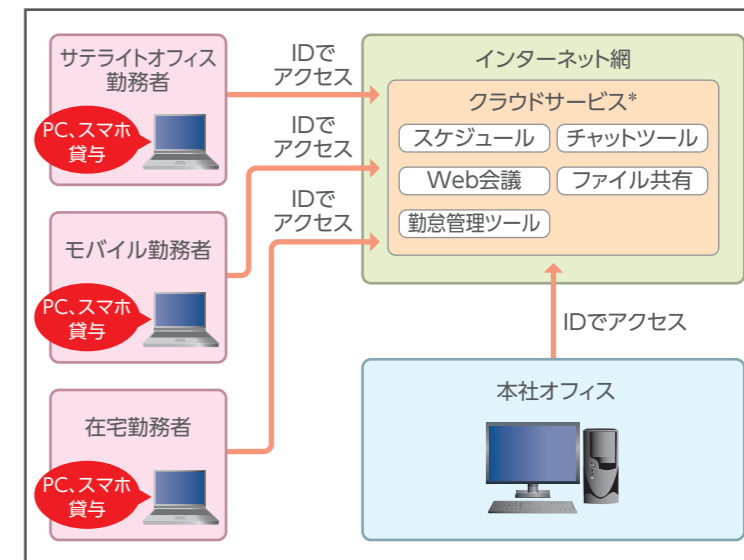 サテライトオフィス
勤務者
PC、スマホ
貸与
IDで
アクセス
モバイル勤務者
PC、スマホ
貸与
IDで
アクセス
在宅勤務者
PC、スマホ
貸与
IDで
アクセス
インターネット網
クラウドサービス*
スケジュール
チャットツール
Web会議
ファイル共有
勤怠管理ツール
IDでアクセス
本社オフィス